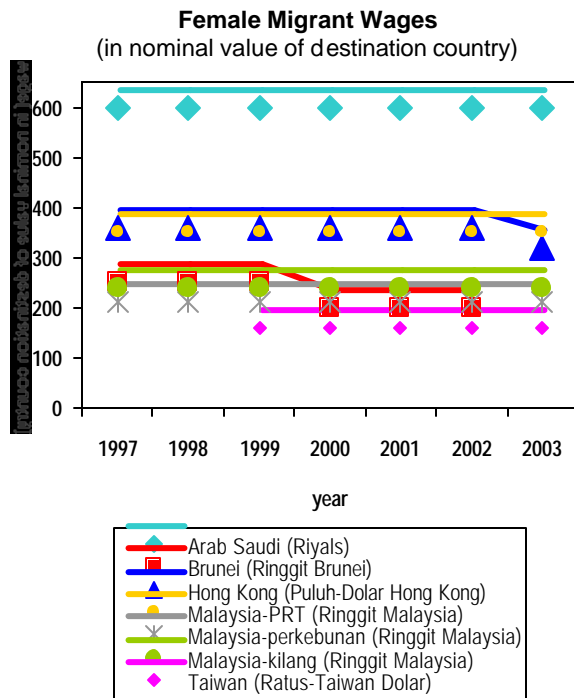 Female Migrant Wages
(in nominal value of destination country)
600
500
400
300
200
100
0
1997 1998 1999 2000 2001 2002 2003
year
Arab Saudi (Riyals)
Brunei (Ringgit Brunei)
Hong Kong (Puluh-Dolar Hong Kong)
Malaysia-PRT (Ringgit Malaysia)
Malaysia-perkebunan (Ringgit Malaysia)
Malaysia-kilang (Ringgit Malaysia)
Taiwan (Ratus-Taiwan Dolar)